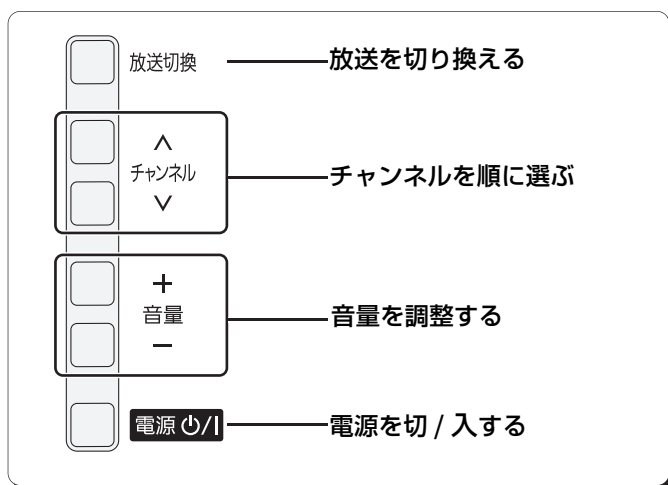 放送切換 放送を切り換える
∧
チャンネル チャンネルを順に選ぶ
∨
+
音量 音量を調整する
−
電源 ⏻/| 電源を切 / 入する